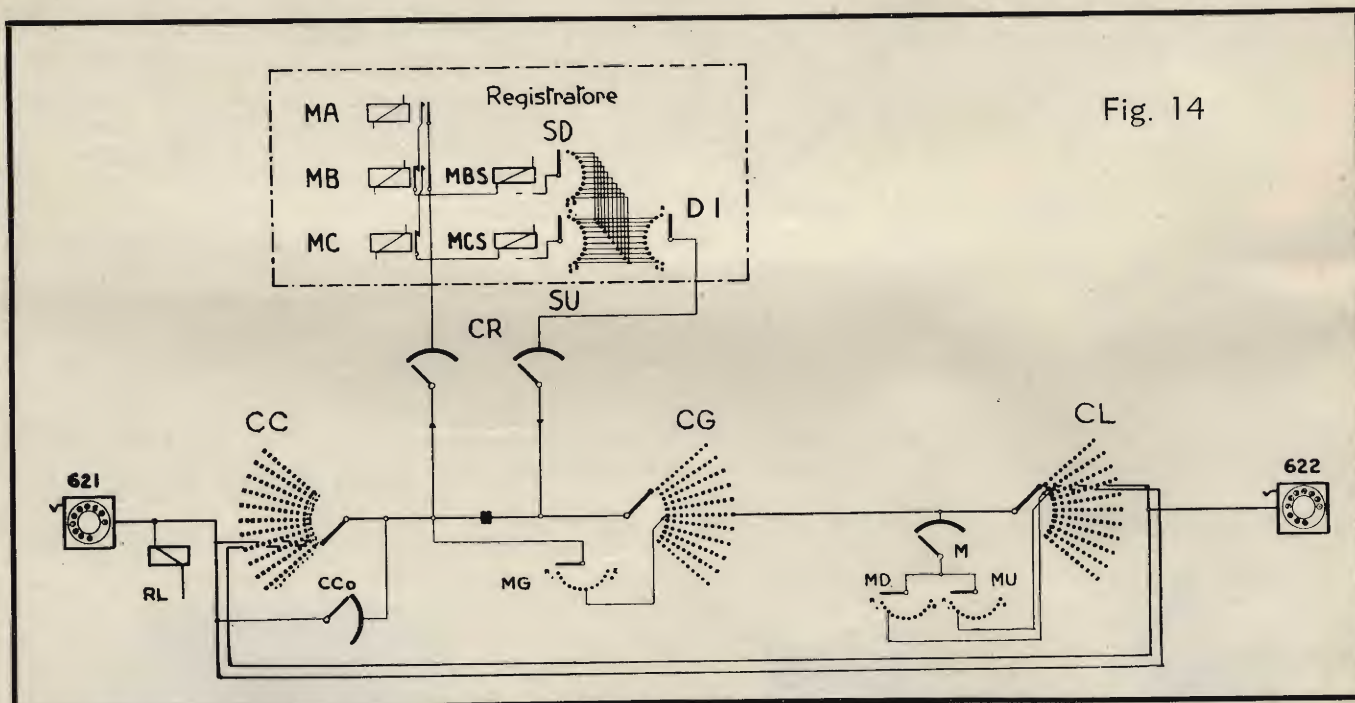 Fig. 14
Registratore
MA
SD
MB
MBS
DI
MC
MCS
SU
CR
CC
CG
CL
621
622
RL
CCo
MG
M
MD.
MU